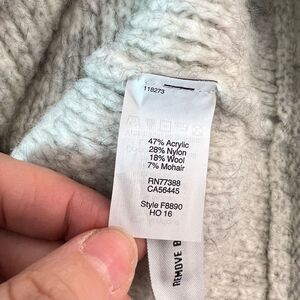 118273
47% Acrylic
28% Nylon
18% Wool
7% Mohair
RN77388
CA56445
Style F8890
HO 16
REMOVE B